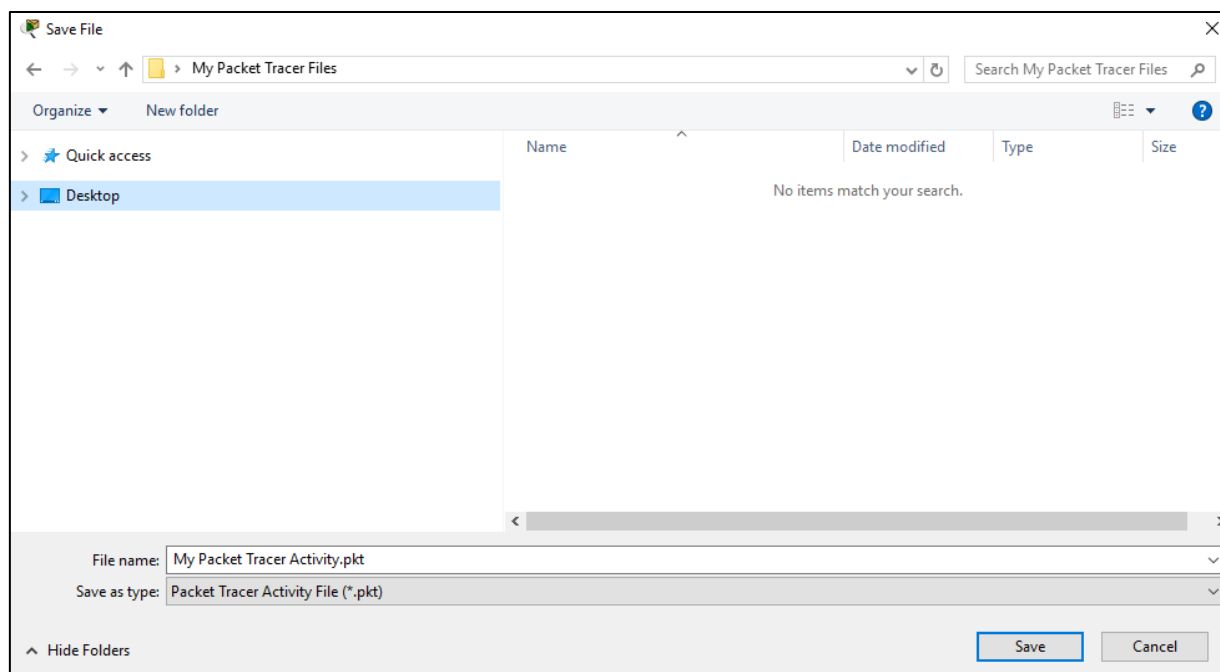 Save File
My Packet Tracer Files
Search My Packet Tracer Files
Organize New folder
?
Quick access
Desktop
Name Date modified Type Size
No items match your search.
File name: My Packet Tracer Activity.pkt
Save as type: Packet Tracer Activity File (*.pkt)
Hide Folders Save Cancel